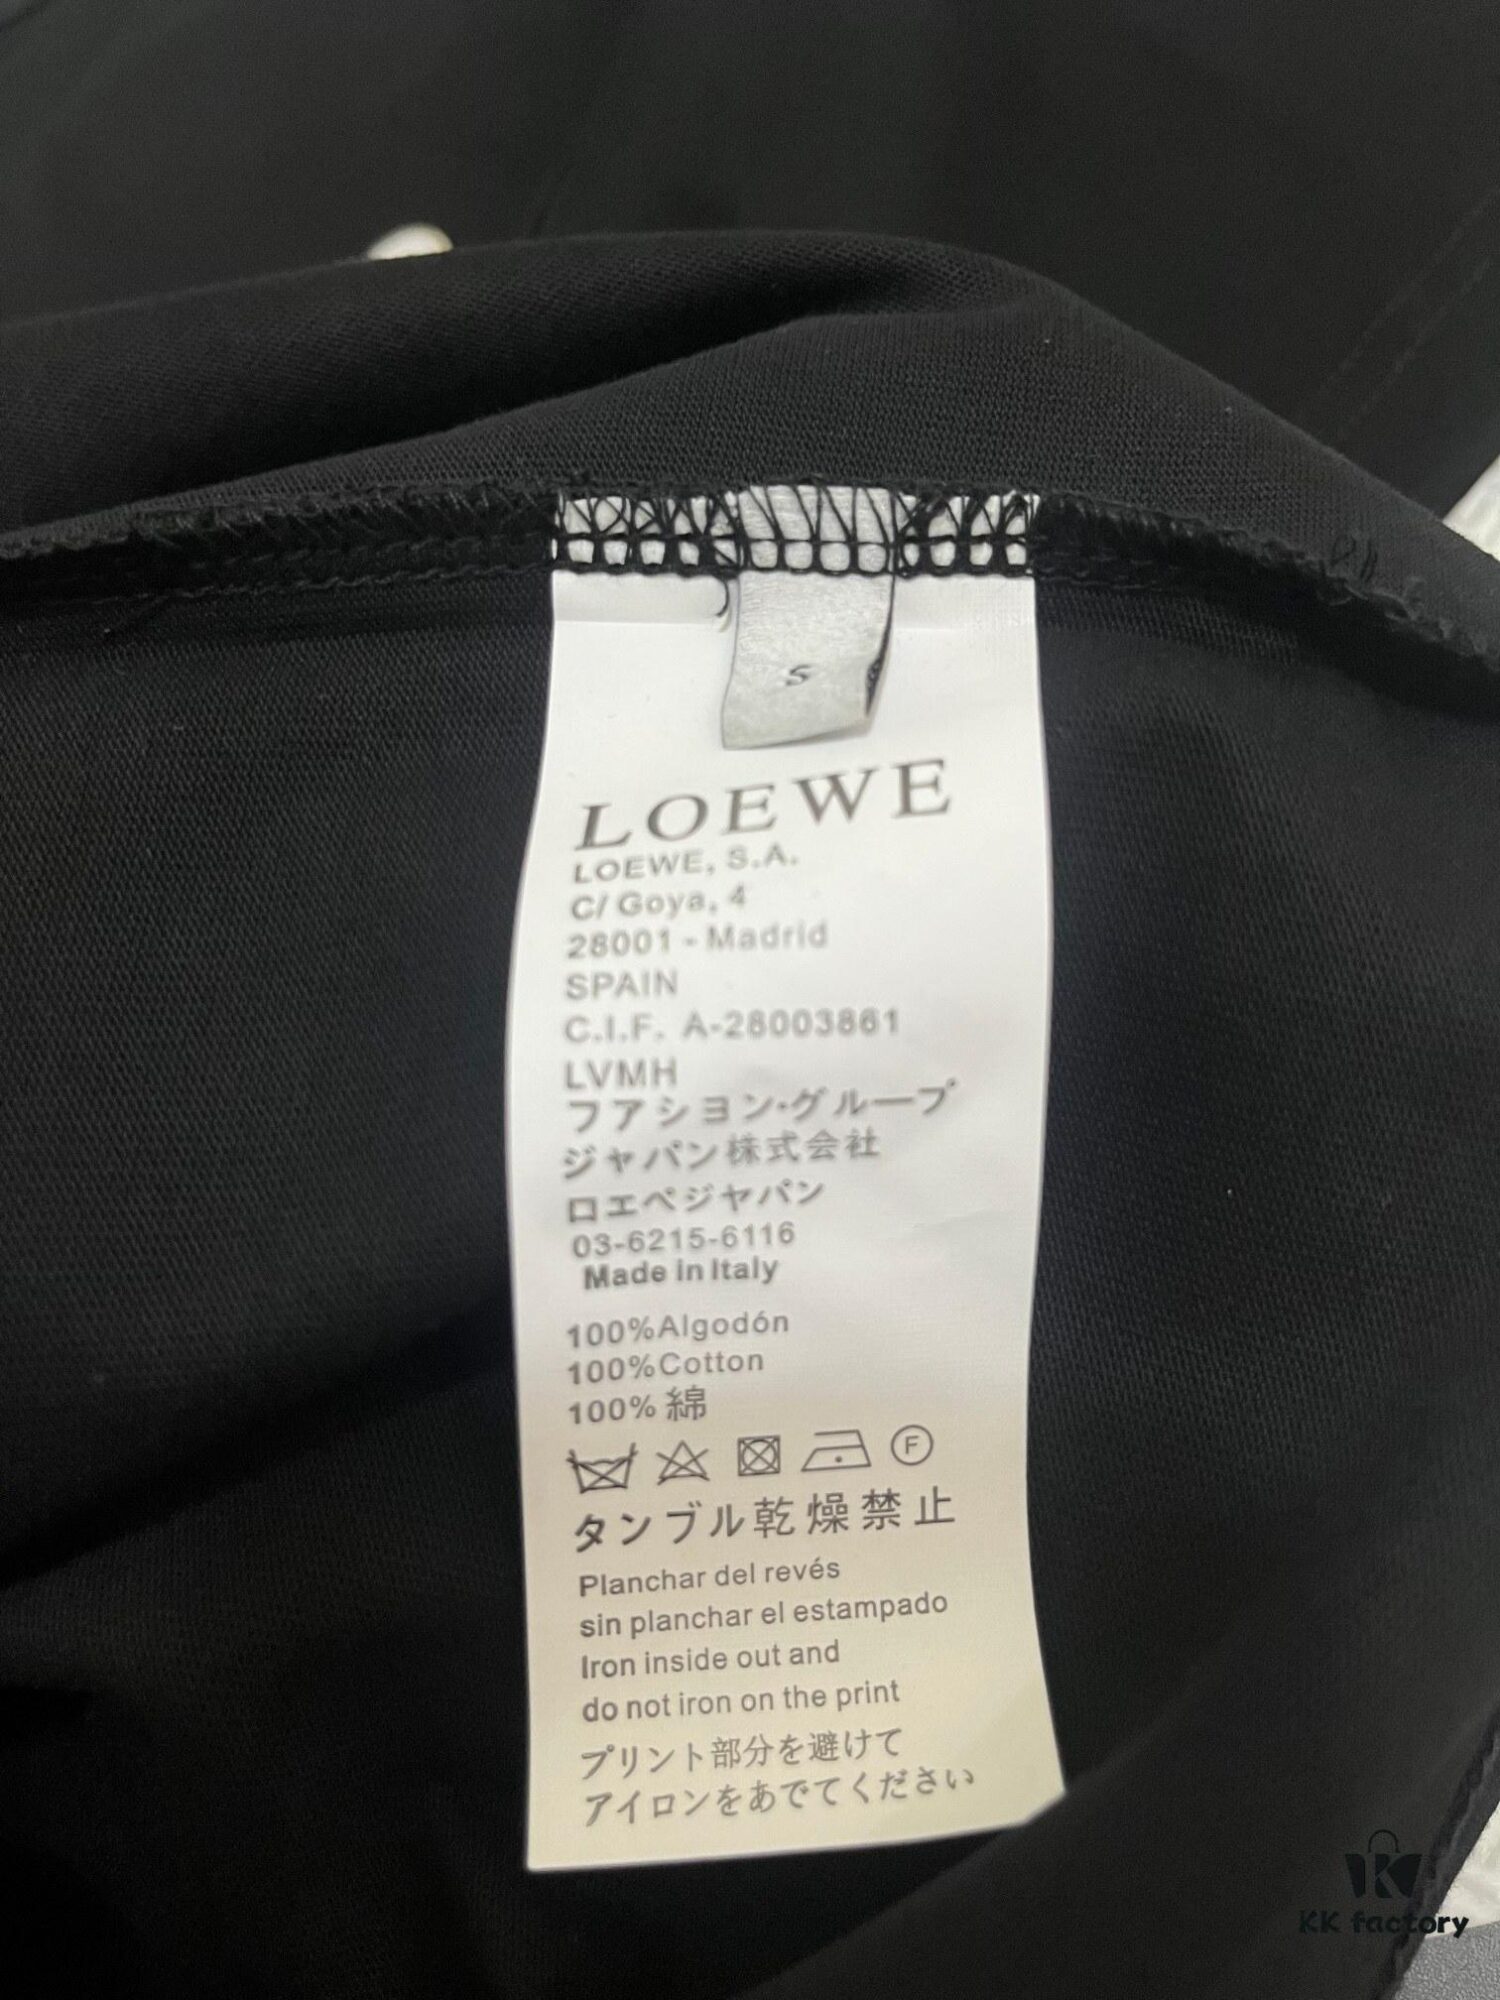 S
LOEWE
LOEWE, S.A.
C/ Goya, 4
28001 - Madrid
SPAIN
C.I.F. A-28003861
LVMH
フアシヨン·グループ
ジャパン株式会社
ロエペジヤパン
03-6215-6116
Made in Italy
100%Algodón
100%Cotton
100% 綿
F
タンブル乾燥禁止
Planchar del revés
sin planchar el estampado
Iron inside out and
do not iron on the print
プリント部分を避けて
アイロンをあでてください
KK factory